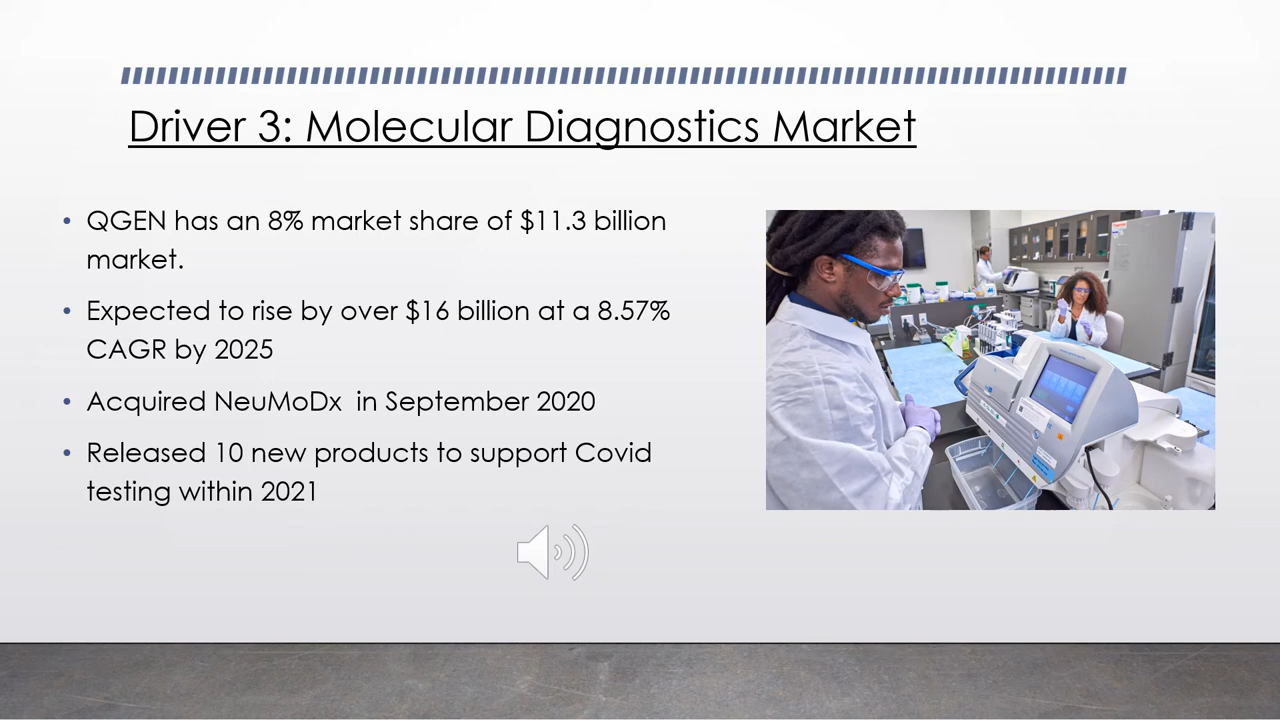 Driver 3: Molecular Diagnostics Market
• QGEN has an 8% market share of $11.3 billion
market.
• Expected to rise by over $16 billion at a 8.57%
CAGR by 2025
• Acquired NeuMoDx  in September 2020
• Released 10 new products to support Covid
testing within 2021